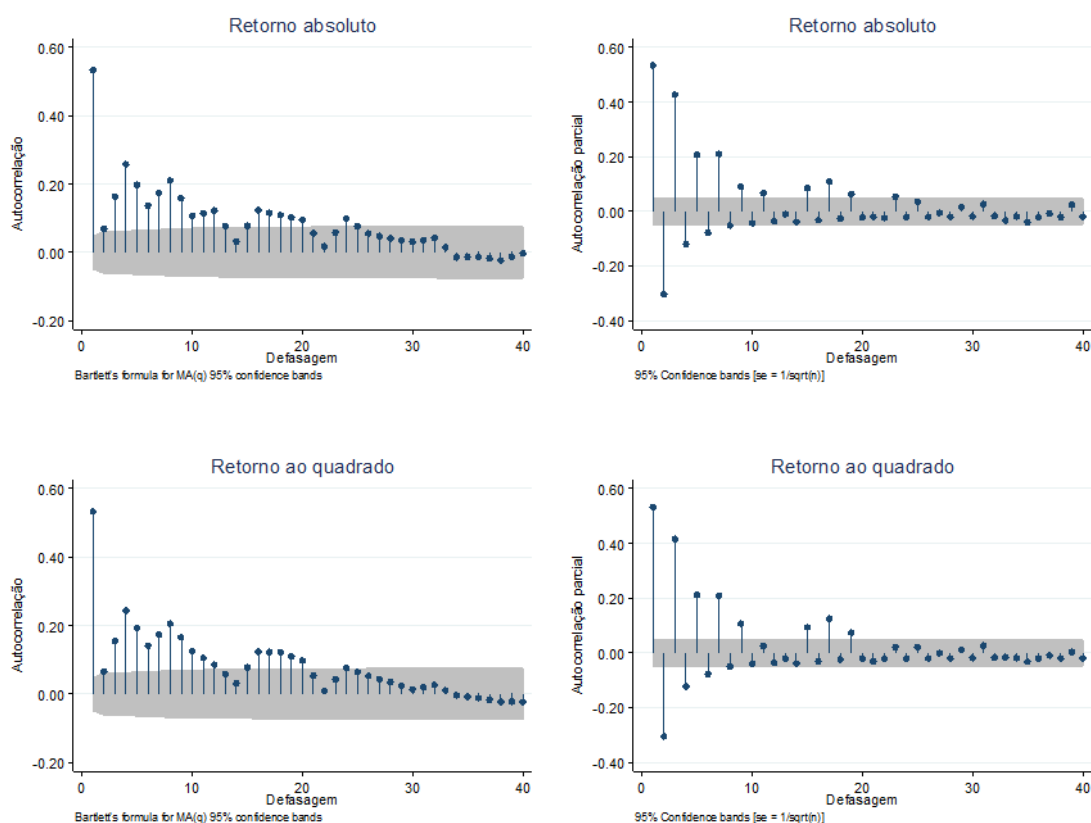 Retorno absoluto
Autocorrelação
0.60
0.40
0.20
0.00
-0.20
0
10
20
30
40
Defasagem
Bartlett's formula for MA(q) 95% confidence bands
Retorno absoluto
Autocorrelação parcial
0.60
0.40
0.20
0.00
-0.20
-0.40
0
10
20
30
40
Defasagem
95% Confidence bands [se = 1/sqrt(n)]
Retorno ao quadrado
Autocorrelação
0.60
0.40
0.20
0.00
-0.20
0
10
20
30
40
Defasagem
Bartlett's formula for MA(q) 95% confidence bands
Retorno ao quadrado
Autocorrelação parcial
0.60
0.40
0.20
0.00
-0.20
-0.40
0
10
20
30
40
Defasagem
95% Confidence bands [se = 1/sqrt(n)]